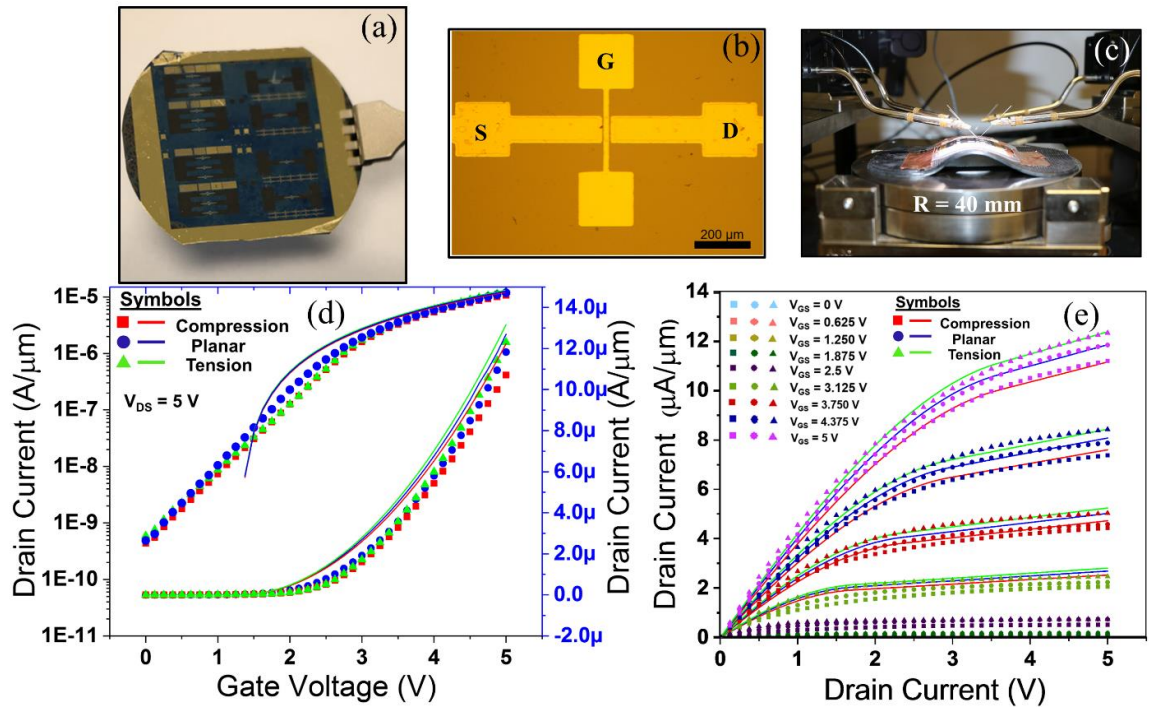 (a)
(b)
G
S
D
200 µm
(c)
R = 40 mm
(d)
Symbols
Compression
Planar
Tension
V_DS = 5 V
1E-5
1E-6
1E-7
1E-8
1E-9
1E-10
1E-11
Drain Current (A/µm)
0 1 2 3 4 5
Gate Voltage (V)
14.0µ
12.0µ
10.0µ
8.0µ
6.0µ
4.0µ
2.0µ
0.0
-2.0µ
Drain Current (A/µm)
(e)
V_GS = 0 V
V_GS = 0.625 V
V_GS = 1.250 V
V_GS = 1.875 V
V_GS = 2.5 V
V_GS = 3.125 V
V_GS = 3.750 V
V_GS = 4.375 V
V_GS = 5 V
Symbols
Compression
Planar
Tension
14
12
10
8
6
4
2
0
Drain Current (µA/µm)
0 1 2 3 4 5
Drain Current (V)